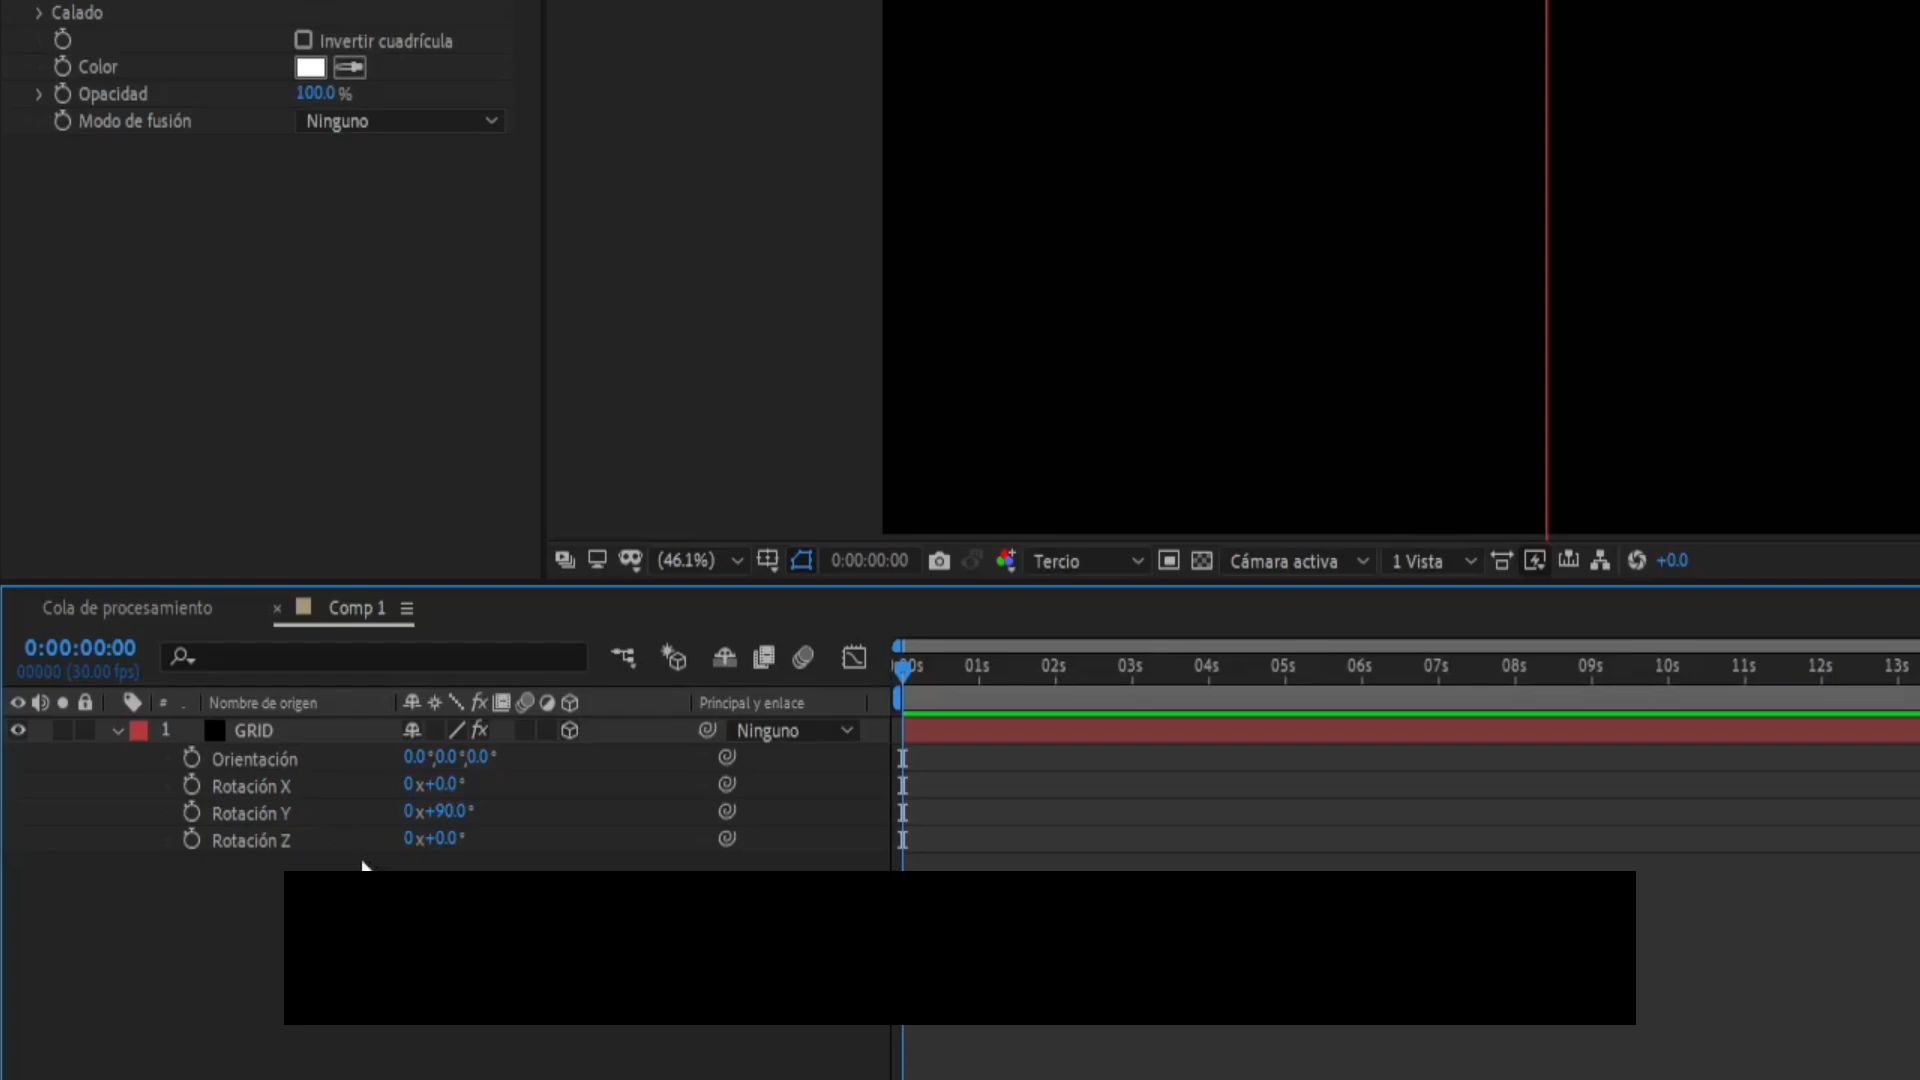 Calado
Invertir cuadrícula
Color
Opacidad 100.0 %
Modo de fusión Ninguno
(46.1%) 0:00:00:00 Tercio Cámara activa 1 Vista +0.0
Cola de procesamiento × Comp 1
0:00:00:00
00000 (30.00 fps)
00s 01s 02s 03s 04s 05s 06s 07s 08s 09s 10s 11s 12s 13s
# . Nombre de origen fx Principal y enlace
1 GRID fx Ninguno
Orientación 0.0°,0.0°,0.0°
Rotación X 0x+0.0°
Rotación Y 0x+90.0°
Rotación Z 0x+0.0°